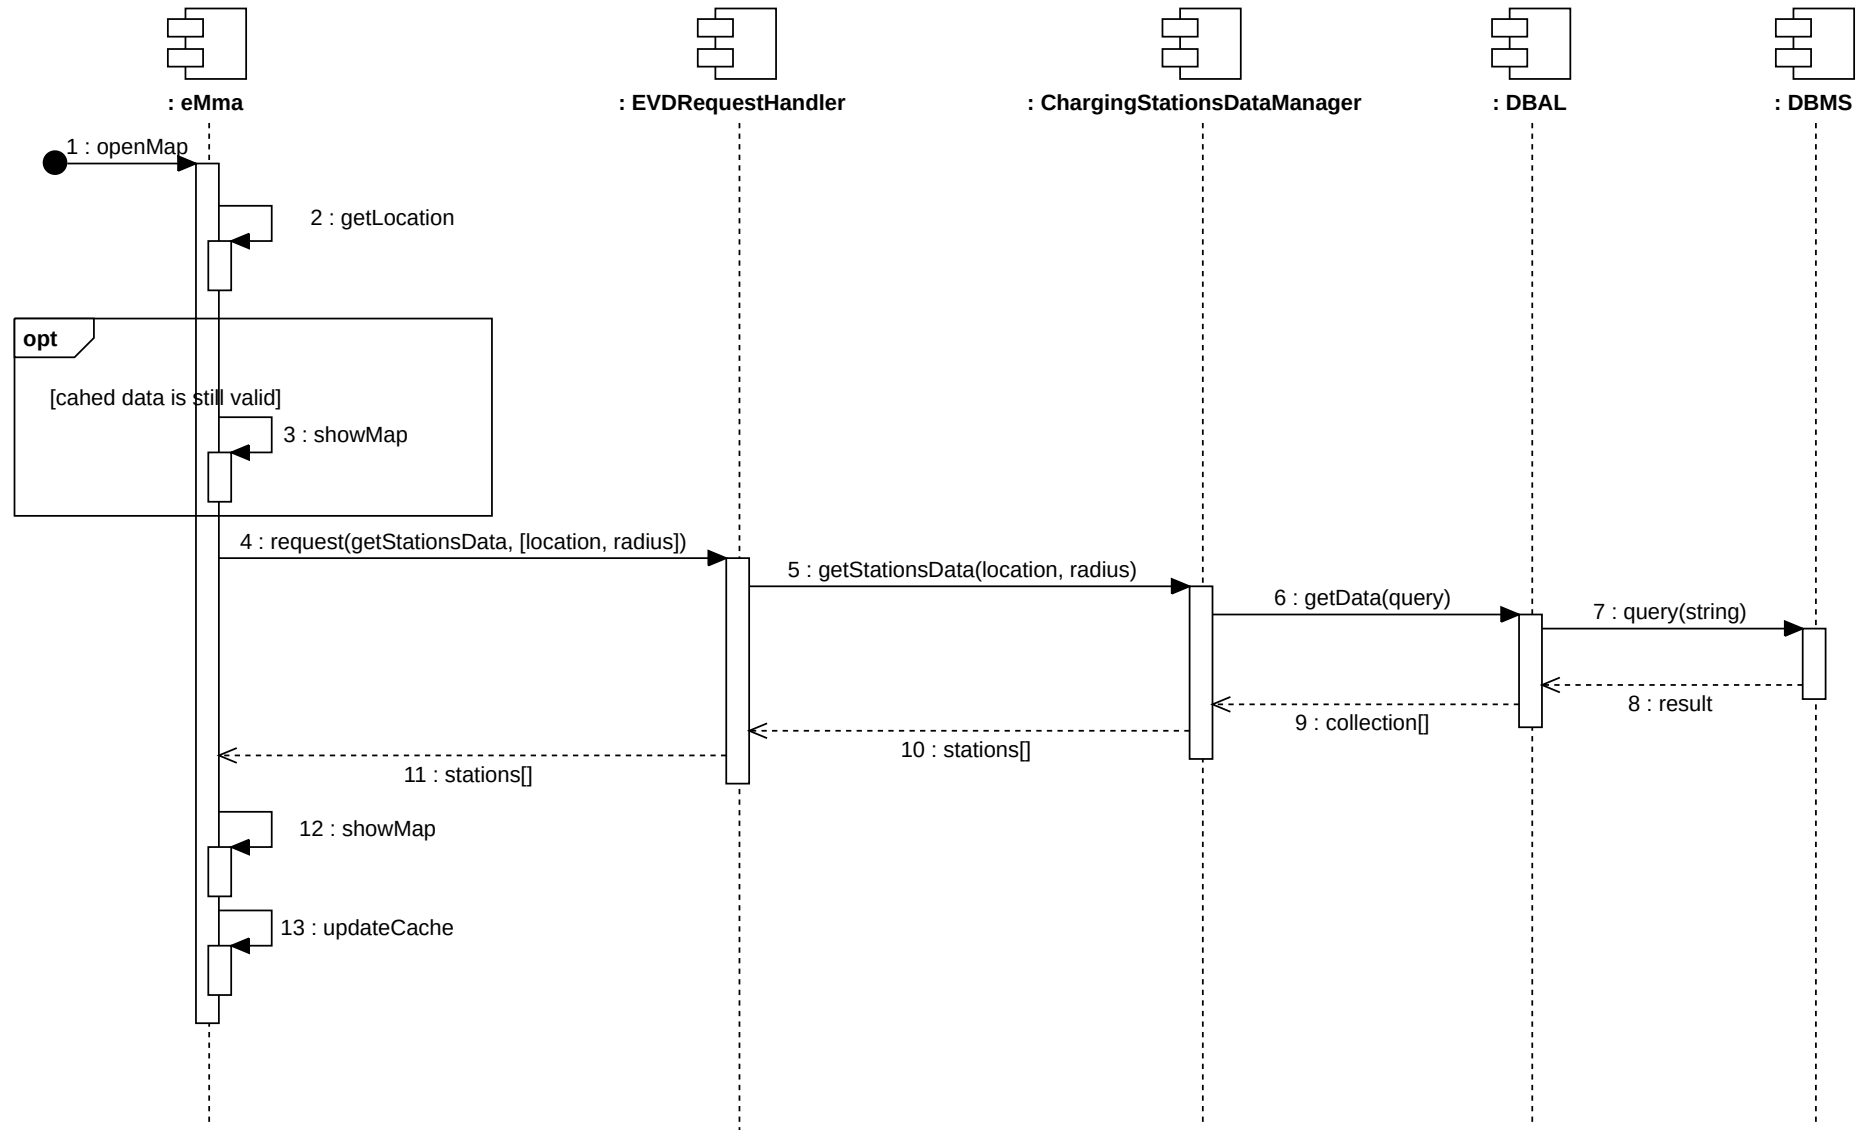 : eMma
: EVDRequestHandler
: ChargingStationsDataManager
: DBAL
: DBMS
1 : openMap
2 : getLocation
opt
[cahed data is still valid]
3 : showMap
4 : request(getStationsData, [location, radius])
5 : getStationsData(location, radius)
6 : getData(query)
7 : query(string)
8 : result
9 : collection[]
10 : stations[]
11 : stations[]
12 : showMap
13 : updateCache